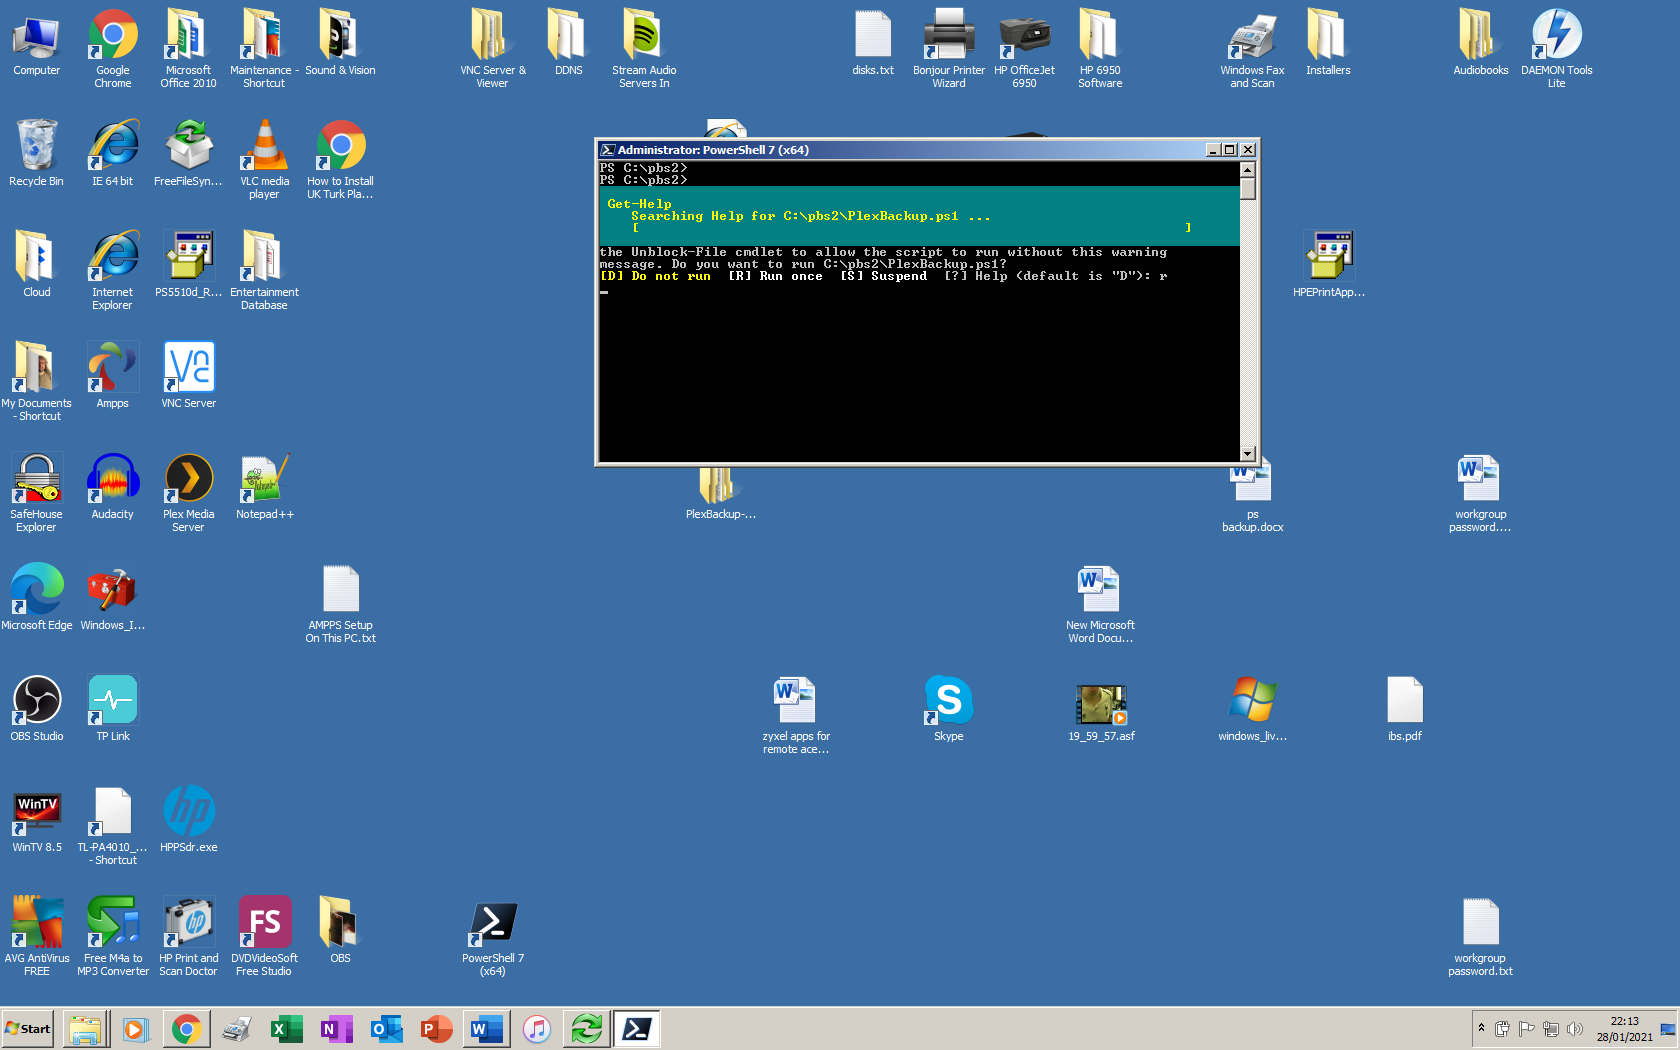 Computer
Google
Chrome
Microsoft
Office 2010
Maintenance -
Shortcut
Sound & Vision
VNC Server &
Viewer
DDNS
Stream Audio
Servers In
disks.txt
Bonjour Printer
Wizard
HP OfficeJet
6950
HP 6950
Software
Windows Fax
and Scan
Installers
Audiobooks
DAEMON Tools
Lite
Recycle Bin
IE 64 bit
FreeFileSyn...
VLC media
player
How to Install
UK Turk Pla...
Administrator: PowerShell 7 (x64)
PS C:\pbs2>
PS C:\pbs2>
Get-Help
Searching Help for C:\pbs2\PlexBackup.ps1 ...
[ ]
the Unblock-File cmdlet to allow the script to run without this warning
message. Do you want to run C:\pbs2\PlexBackup.ps1?
[D] Do not run [R] Run once [S] Suspend [?] Help (default is "D"): r
Cloud
Internet
Explorer
PS5510d_R...
Entertainment
Database
HPEPrintApp...
My Documents
- Shortcut
Ampps
VNC Server
SafeHouse
Explorer
Audacity
Plex Media
Server
Notepad++
PlexBackup-...
ps
backup.docx
workgroup
password....
Microsoft Edge
Windows_I...
AMPPS Setup
On This PC.txt
New Microsoft
Word Docu...
OBS Studio
TP Link
zyxel apps for
remote ace...
Skype
19_59_57.asf
windows_liv...
ibs.pdf
WinTV
WinTV 8.5
TL-PA4010_...
- Shortcut
HPPSdr.exe
AVG AntiVirus
FREE
Free M4a to
MP3 Converter
HP Print and
Scan Doctor
FS
DVDVideoSoft
Free Studio
OBS
PowerShell 7
(x64)
workgroup
password.txt
Start
22:13
28/01/2021